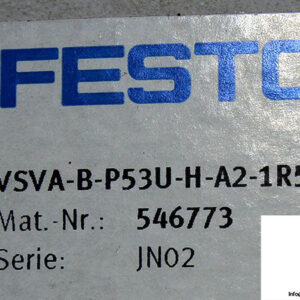 FESTO
VSVA-B-P53U-H-A2-1R5
Mat.-Nr.: 546773
Serie: JN02